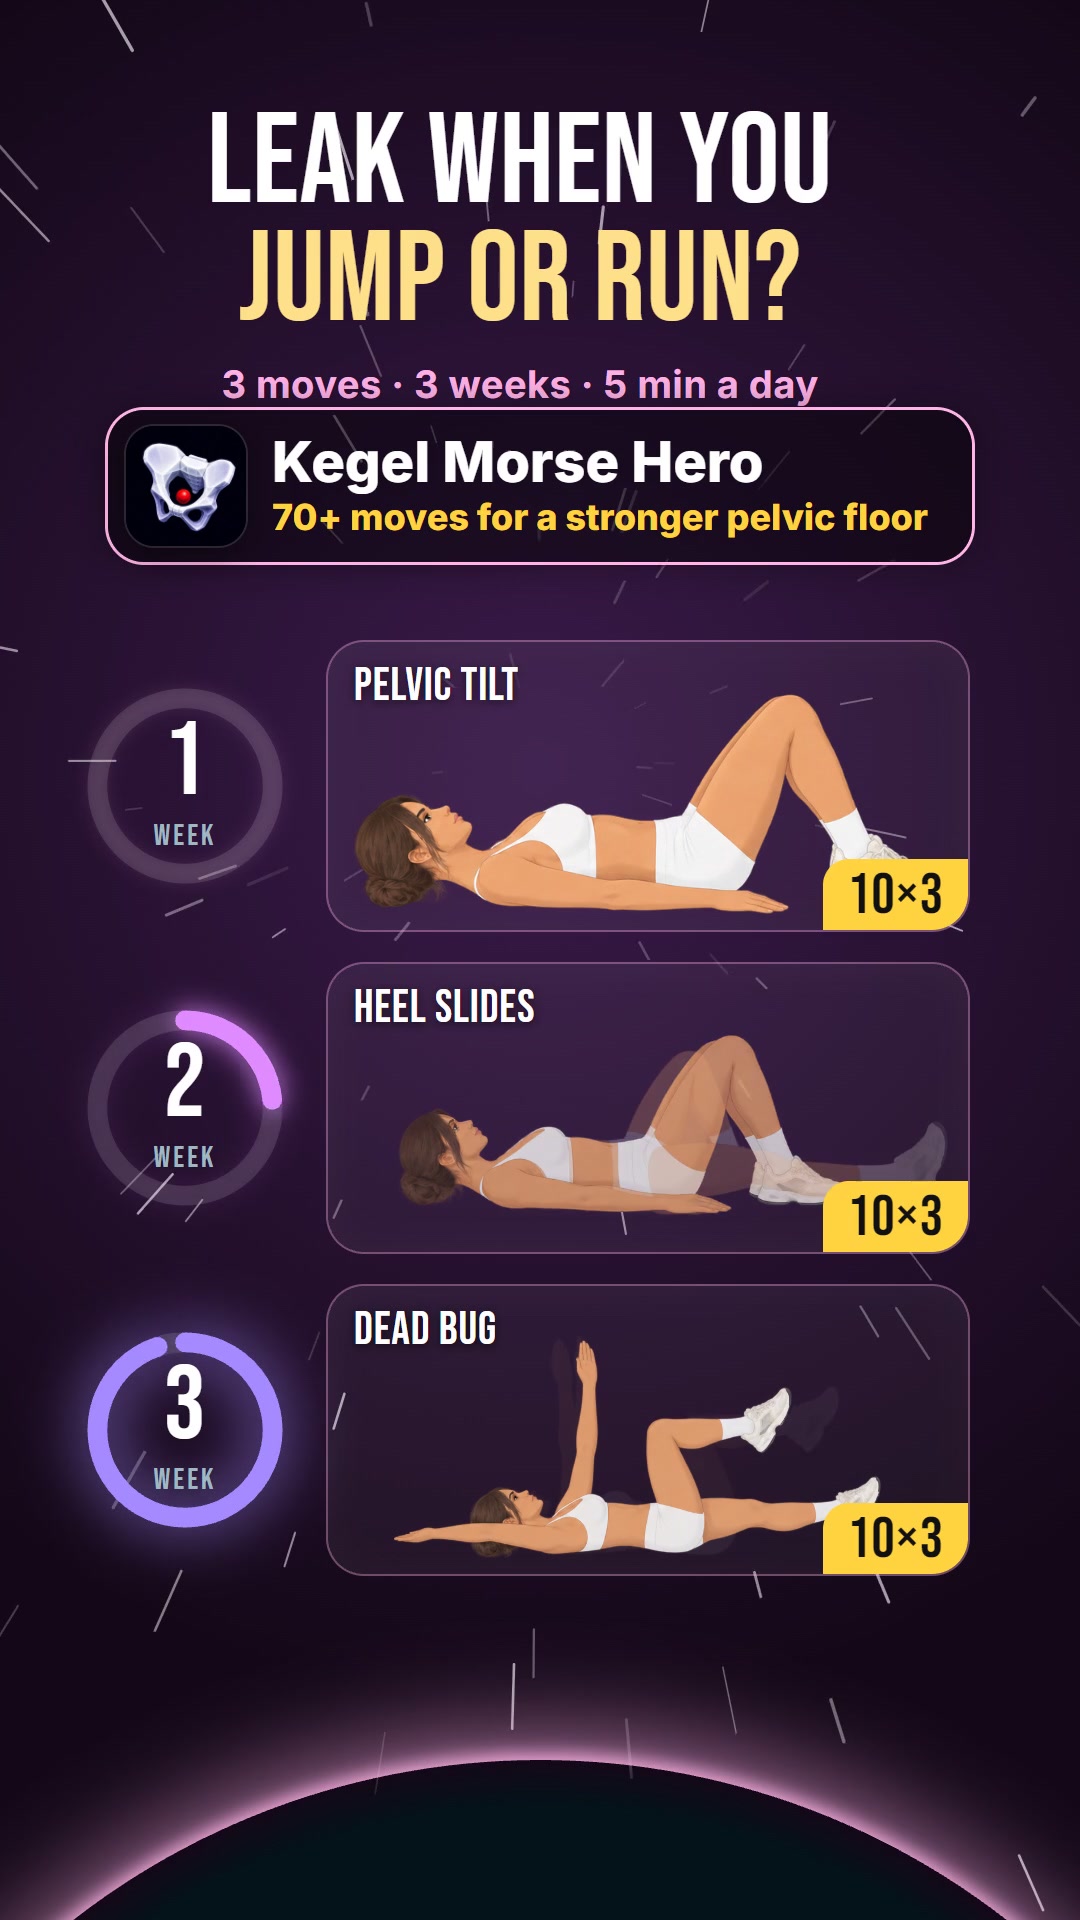 LEAK WHEN YOU
JUMP OR RUN?
3 moves · 3 weeks · 5 min a day
Kegel Morse Hero
70+ moves for a stronger pelvic floor
1
WEEK
PELVIC TILT
10×3
2
WEEK
HEEL SLIDES
10×3
3
WEEK
DEAD BUG
10×3